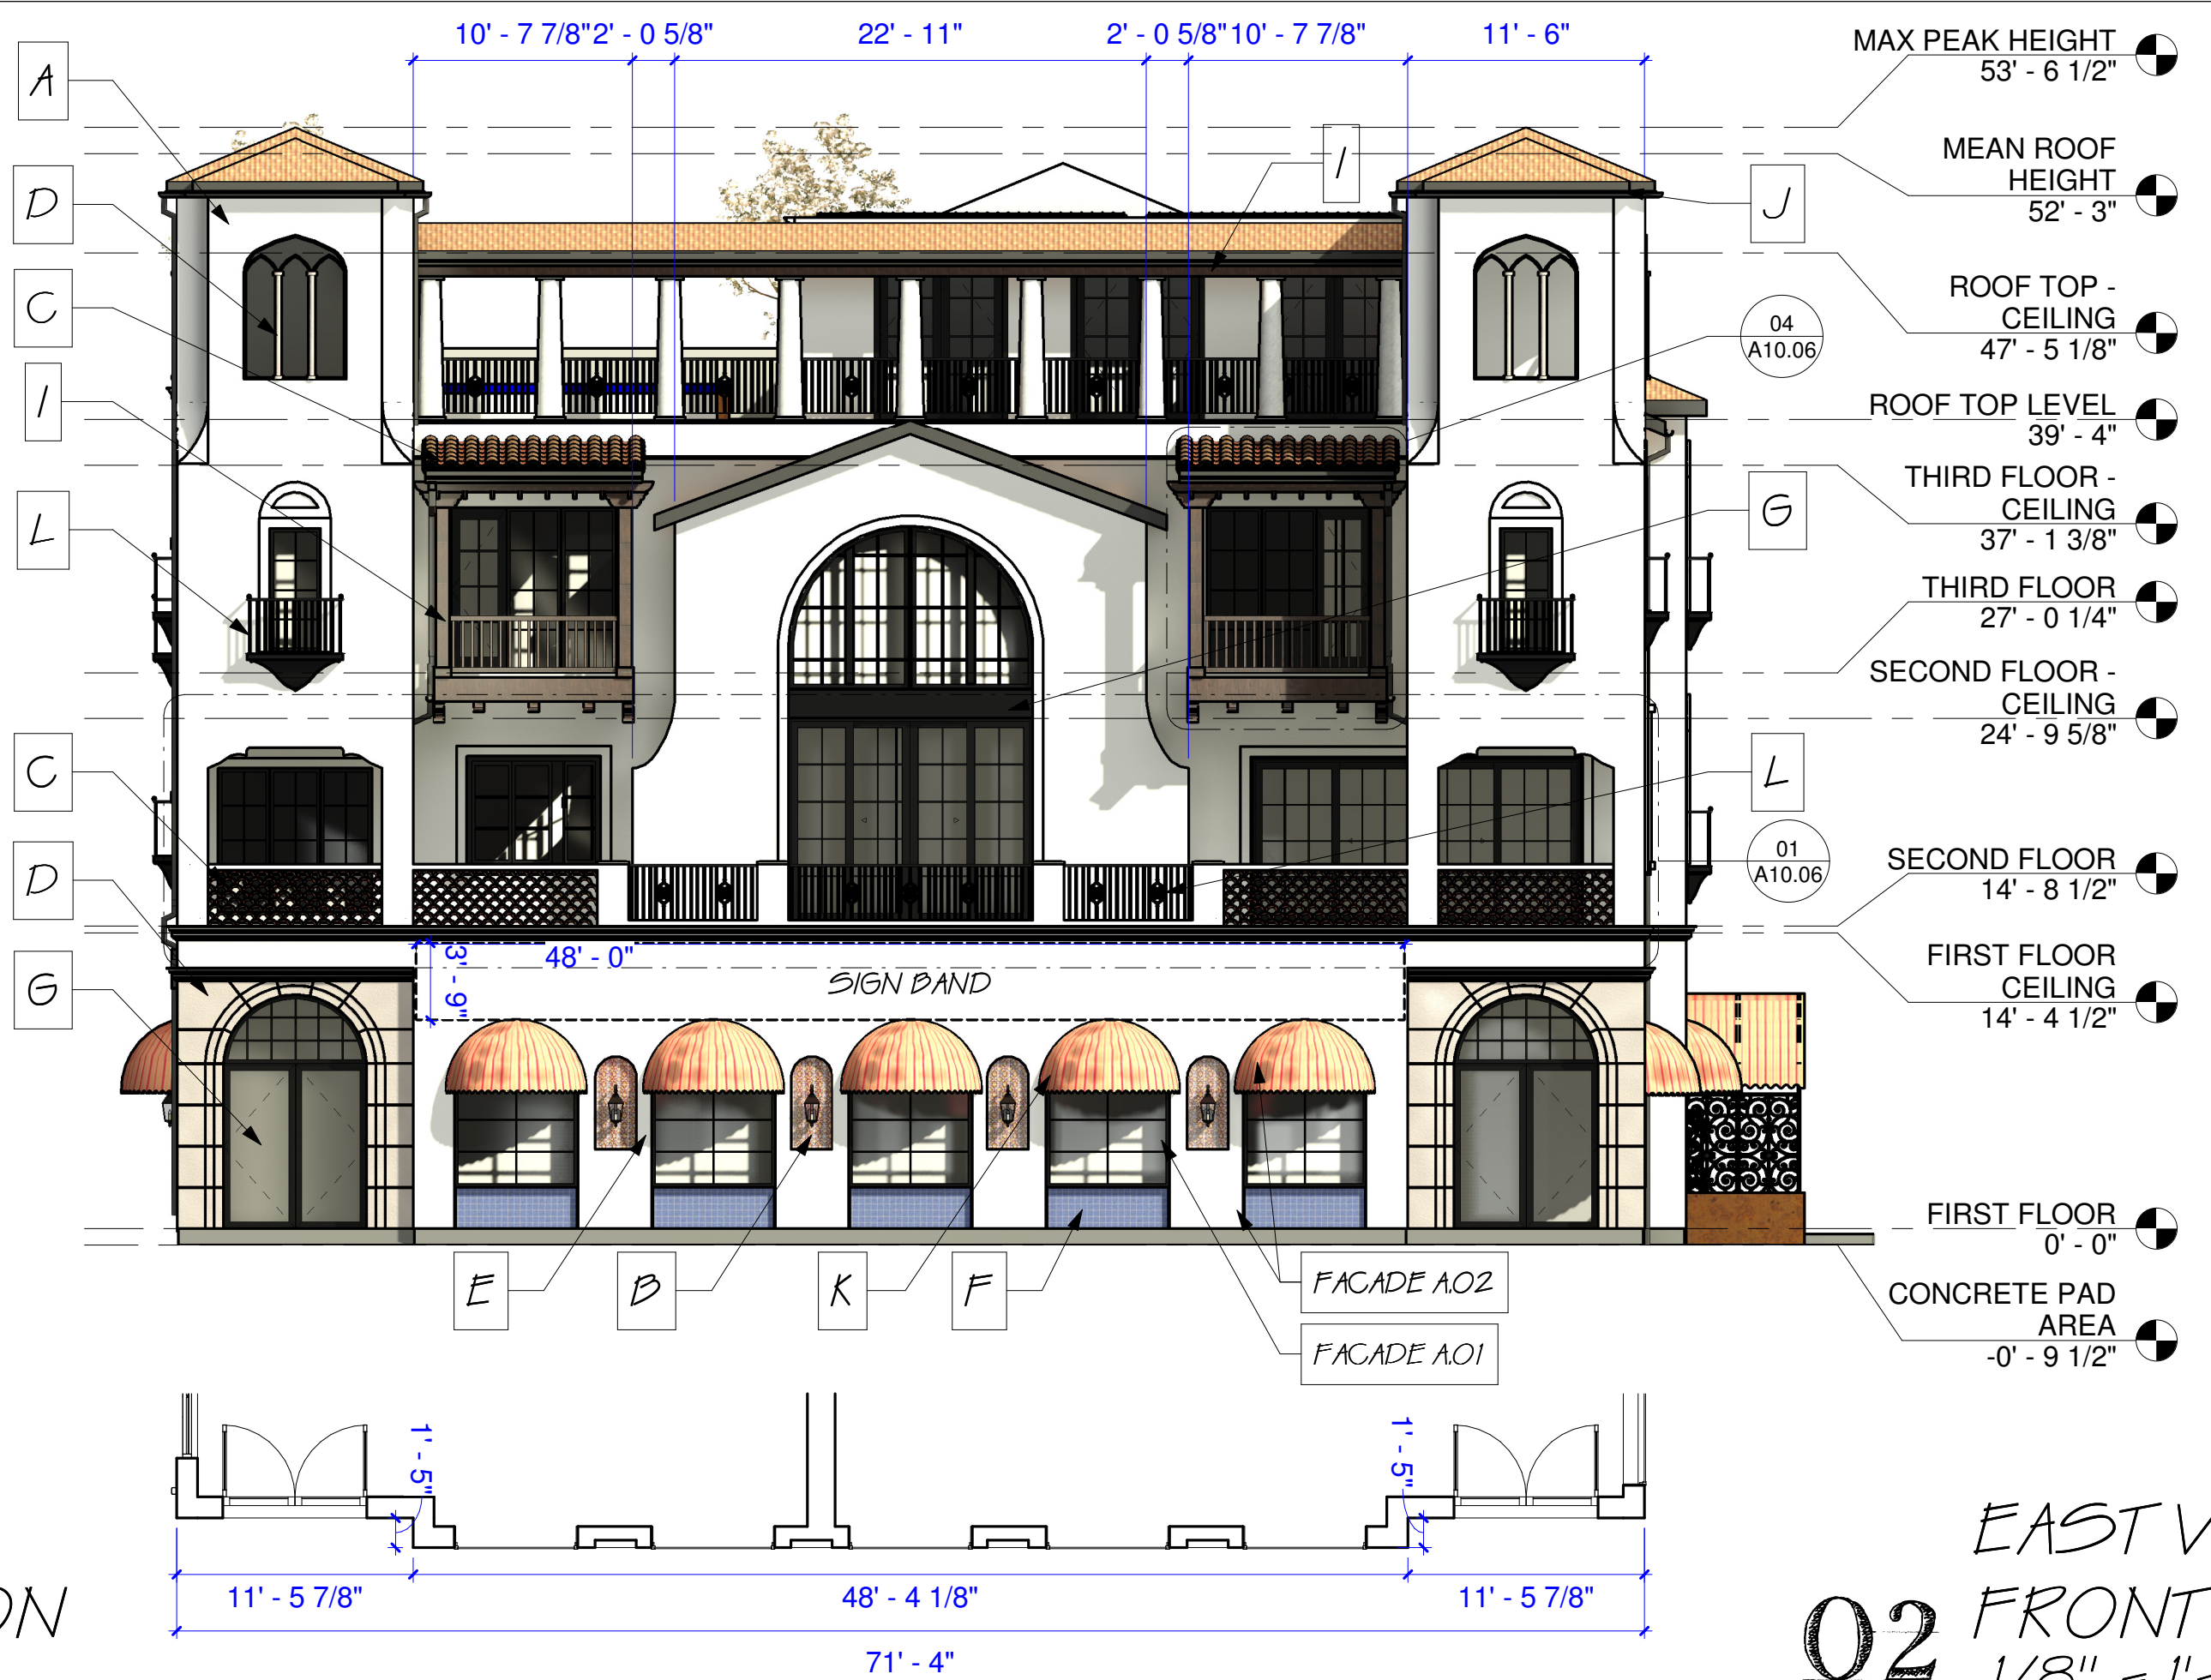 10' - 7 7/8"
2' - 0 5/8"
22' - 11"
2' - 0 5/8"
10' - 7 7/8"
11' - 6"
MAX PEAK HEIGHT
53' - 6 1/2"
MEAN ROOF
HEIGHT
52' - 3"
ROOF TOP -
CEILING
47' - 5 1/8"
ROOF TOP LEVEL
39' - 4"
THIRD FLOOR -
CEILING
37' - 1 3/8"
THIRD FLOOR
27' - 0 1/4"
SECOND FLOOR -
CEILING
24' - 9 5/8"
SECOND FLOOR
14' - 8 1/2"
FIRST FLOOR
CEILING
14' - 4 1/2"
FIRST FLOOR
0' - 0"
CONCRETE PAD
AREA
-0' - 9 1/2"
A
D
C
I
L
C
D
G
I
J
04
A10.06
G
L
01
A10.06
48' - 0"
3' - 9"
SIGN BAND
E
B
K
F
FACADE A.02
FACADE A.01
1' - 5"
1' - 5"
11' - 5 7/8"
48' - 4 1/8"
11' - 5 7/8"
71' - 4"
ON
02
EAST
FRONT
1/8" = 1'